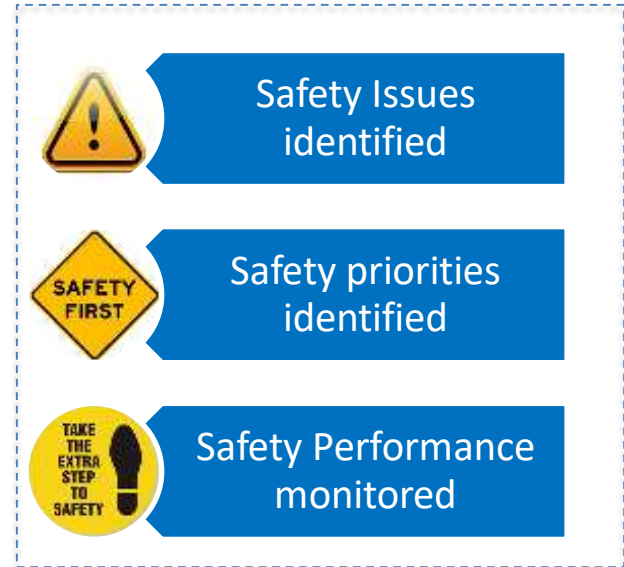 Safety Issues
identified
SAFETY
FIRST
Safety priorities
identified
TAKE
THE
EXTRA
STEP
TO
SAFETY
Safety Performance
monitored